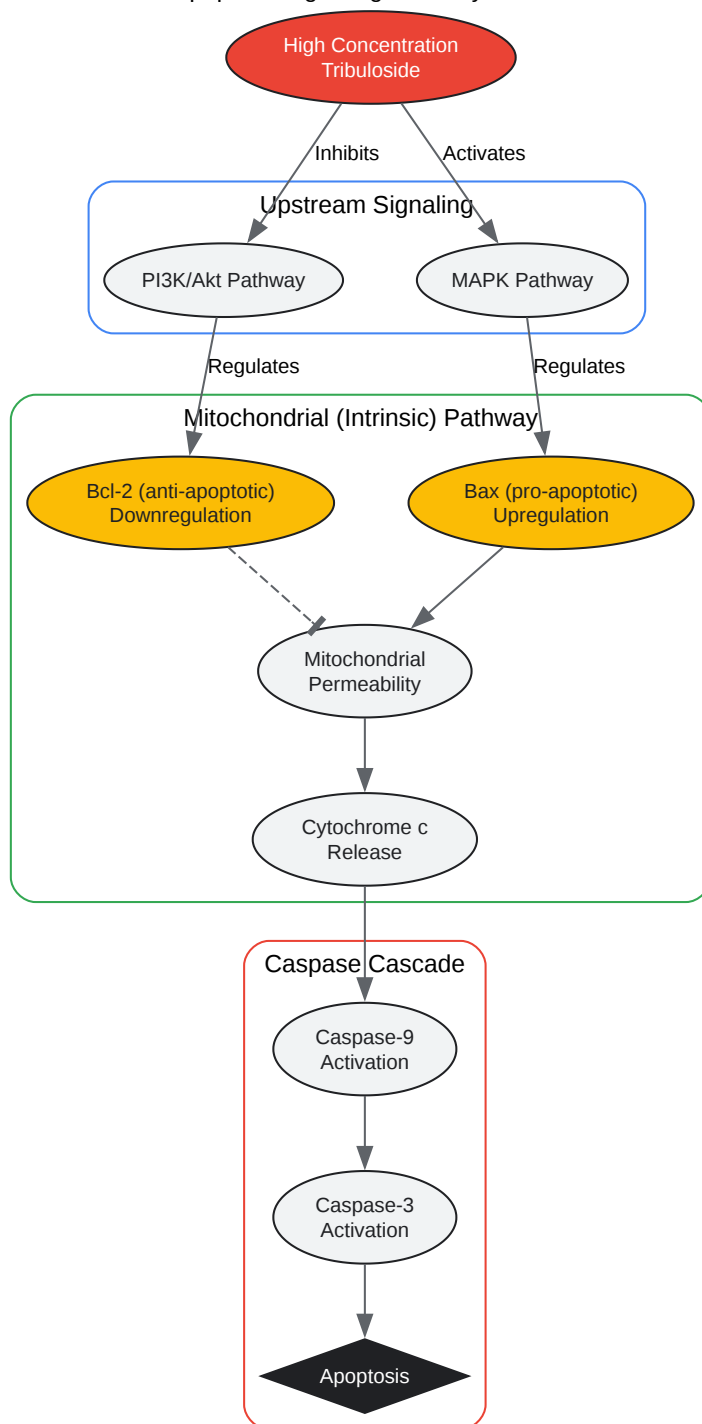 High Concentration
Tribuloside
Inhibits
Activates
Upstream Signaling
PI3K/Akt Pathway
MAPK Pathway
Regulates
Regulates
Mitochondrial (Intrinsic) Pathway
Bcl-2 (anti-apoptotic)
Downregulation
Bax (pro-apoptotic)
Upregulation
Mitochondrial
Permeability
Cytochrome c
Release
Caspase Cascade
Caspase-9
Activation
Caspase-3
Activation
Apoptosis